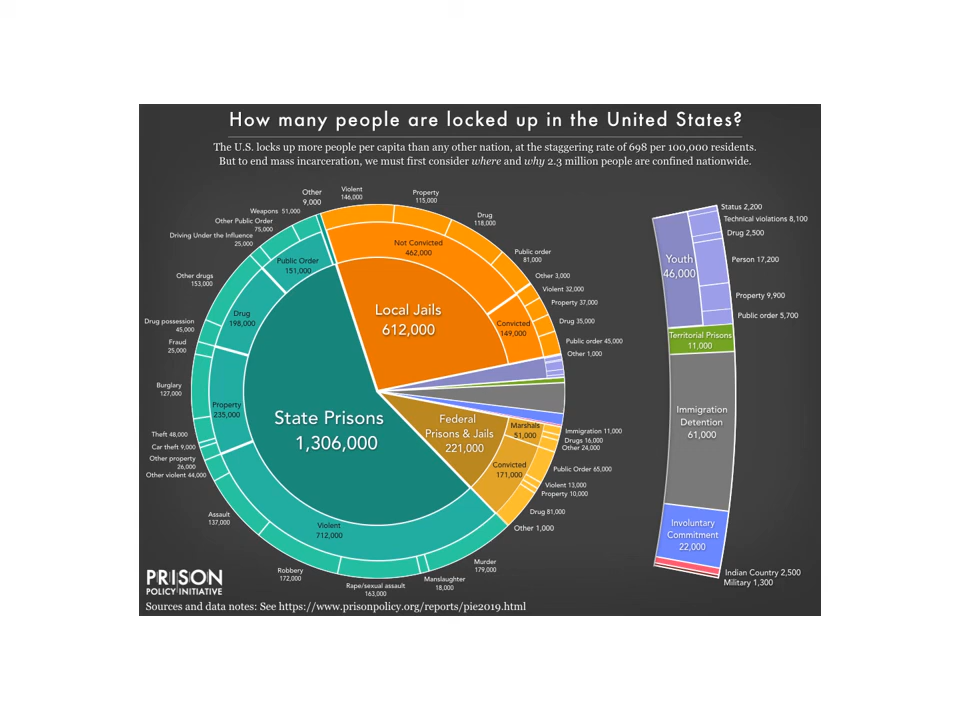 How many people are locked up in the United States?
The U.S. locks up more people per capita than any other nation, at the staggering rate of 698 per 100,000 residents.
But to end mass incarceration, we must first consider where and why 2.3 million people are confined nationwide.
Other
9,000
Violent
146,000
Property
115,000
Drug
118,000
Public order
81,000
Other 3,000
Violent 32,000
Property 37,000
Drug 35,000
Public order 45,000
Other 1,000
Not Convicted
462,000
Convicted
149,000
Local Jails
612,000
Weapons 51,000
Other Public Order
75,000
Driving Under the Influence
25,000
Public Order
151,000
Other drugs
153,000
Drug possession
45,000
Drug
198,000
Fraud
25,000
Burglary
127,000
Property
235,000
Theft 48,000
Car theft 9,000
Other property
26,000
Other violent 44,000
Assault
137,000
Robbery
172,000
Rape/sexual assault
163,000
Manslaughter
18,000
Murder
179,000
Violent
712,000
State Prisons
1,306,000
Federal
Prisons & Jails
221,000
Marshals
51,000
Convicted
171,000
Immigration 11,000
Drugs 16,000
Other 24,000
Public Order 65,000
Violent 13,000
Property 10,000
Drug 81,000
Other 1,000
Youth
46,000
Status 2,200
Technical violations 8,100
Drug 2,500
Person 17,200
Property 9,900
Public order 5,700
Territorial Prisons
11,000
Immigration
Detention
61,000
Involuntary
Commitment
22,000
Indian Country 2,500
Military 1,300
PRISON
POLICY INITIATIVE
Sources and data notes: See https://www.prisonpolicy.org/reports/pie2019.html